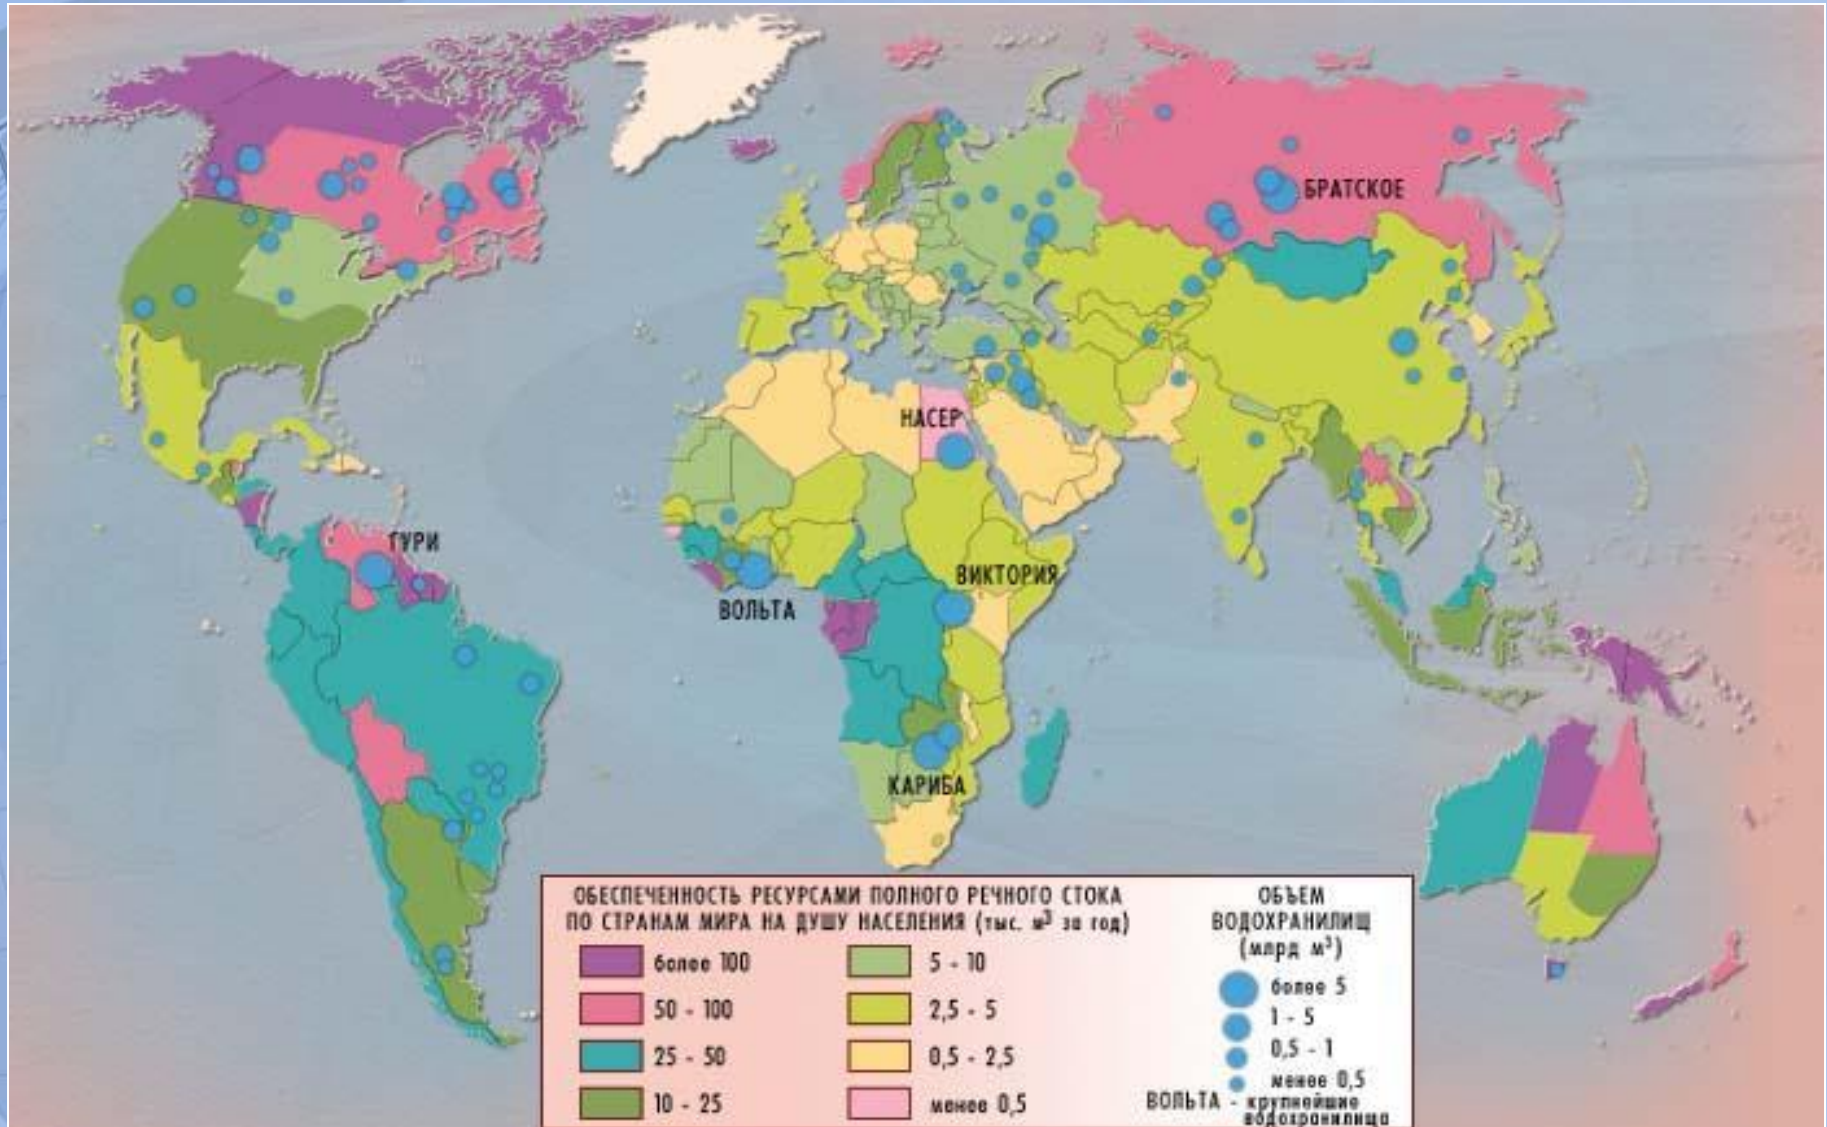 БРАТСКОЕ
НАСЕР
ГУРИ
ВИКТОРИЯ
ВОЛЬТА
КАРИБА
ОБЕСПЕЧЕННОСТЬ РЕСУРСАМИ ПОЛНОГО РЕЧНОГО СТОКА
ПО СТРАНАМ МИРА НА ДУШУ НАСЕЛЕНИЯ (тыс. м³ за год)
более 100
50 - 100
25 - 50
10 - 25
5 - 10
2,5 - 5
0,5 - 2,5
менее 0,5
ОБЪЕМ
ВОДОХРАНИЛИЩ
(млрд м³)
более 5
1 - 5
0,5 - 1
менее 0,5
ВОЛЬТА - крупнейшие
водохранилища